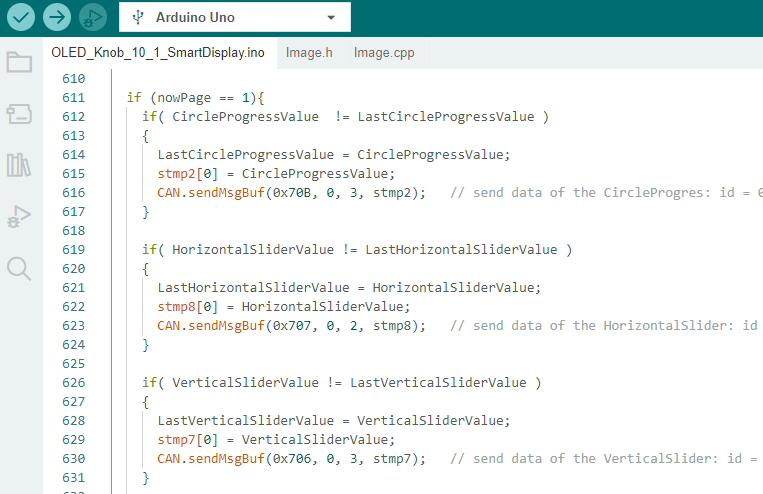 Arduino Uno
OLED_Knob_10_1_SmartDisplay.ino Image.h Image.cpp
610
611 if (nowPage == 1){
612 if( CircleProgressValue  != LastCircleProgressValue )
613 {
614 LastCircleProgressValue = CircleProgressValue;
615 stmp2[0] = CircleProgressValue;
616 CAN.sendMsgBuf(0x70B, 0, 3, stmp2);   // send data of the CircleProgres: id = 0
617 }
618
619 if( HorizontalSliderValue != LastHorizontalSliderValue )
620 {
621 LastHorizontalSliderValue = HorizontalSliderValue;
622 stmp8[0] = HorizontalSliderValue;
623 CAN.sendMsgBuf(0x707, 0, 2, stmp8);   // send data of the HorizontalSlider: id
624 }
625
626 if( VerticalSliderValue != LastVerticalSliderValue )
627 {
628 LastVerticalSliderValue = VerticalSliderValue;
629 stmp7[0] = VerticalSliderValue;
630 CAN.sendMsgBuf(0x706, 0, 3, stmp7);   // send data of the VerticalSlider: id =
631 }